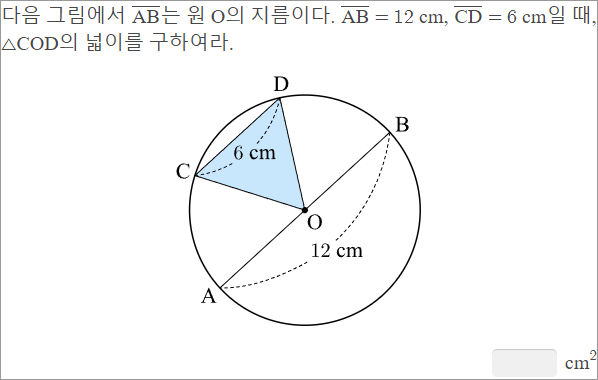 다음 그림에서 AB는 원 O의 지름이다. AB = 12 cm, CD = 6 cm일 때,
△COD의 넓이를 구하여라.
D
B
6 cm
C
O
12 cm
A
cm²